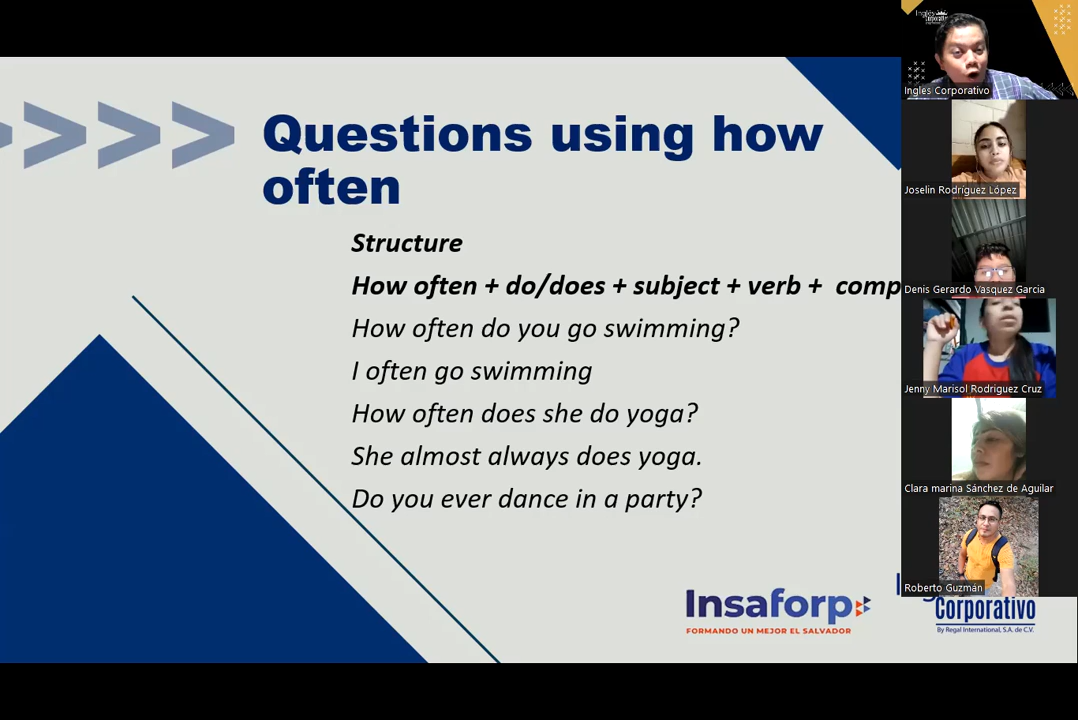 Questions using how
often
Structure
How often + do/does + subject + verb + comp
How often do you go swimming?
I often go swimming
How often does she do yoga?
She almost always does yoga.
Do you ever dance in a party?
Insaforp
FORMANDO UN MEJOR EL SALVADOR
Corporativo
By Regal International, S.A. de C.V.
Ingles Corporativo
Joselin Rodríguez López
Denis Gerardo Vasquez Garcia
Jenny Marisol Rodriguez Cruz
Clara marina Sánchez de Aguilar
Roberto Guzmán